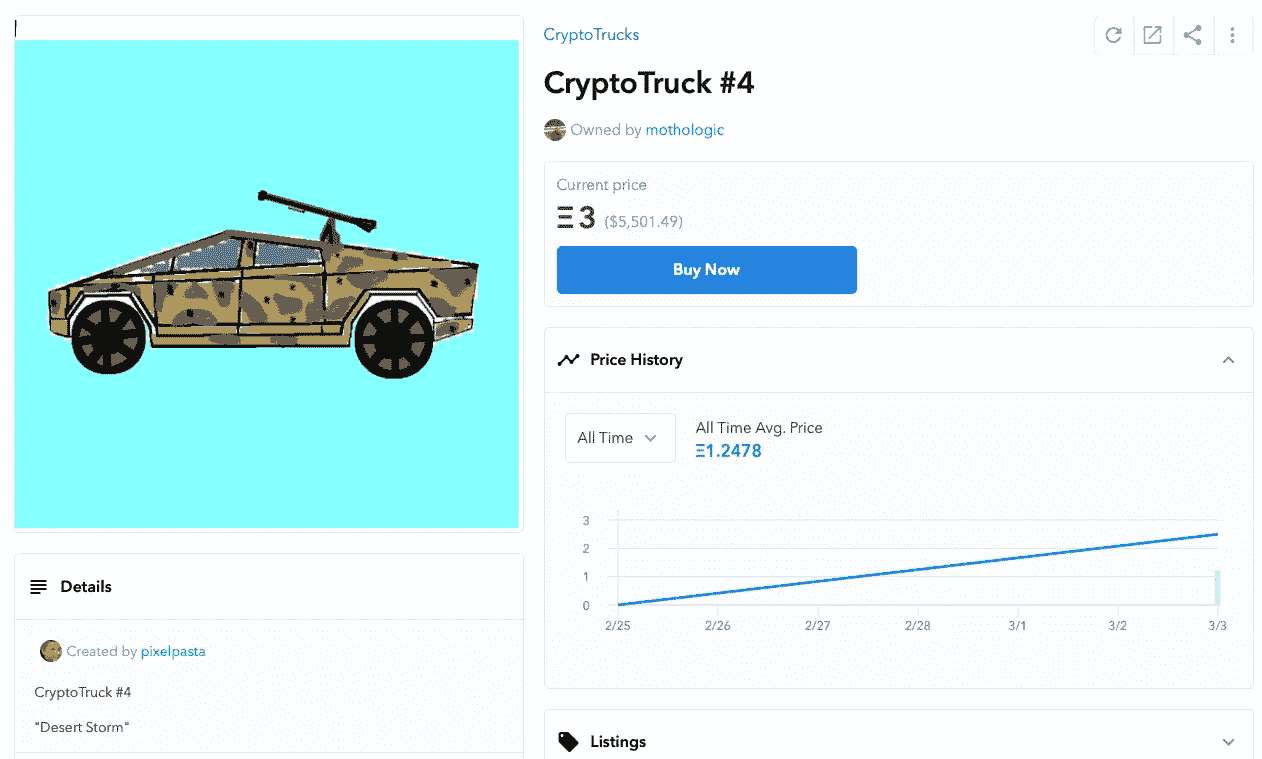 CryptoTrucks
CryptoTruck #4
Owned by mothologic
Current price
Ξ 3 ($5,501.49)
Buy Now
Price History
All Time
All Time Avg. Price
Ξ1.2478
3
2
1
0
2/25 2/26 2/27 2/28 3/1 3/2 3/3
Listings
Details
Created by pixelpasta
CryptoTruck #4
"Desert Storm"